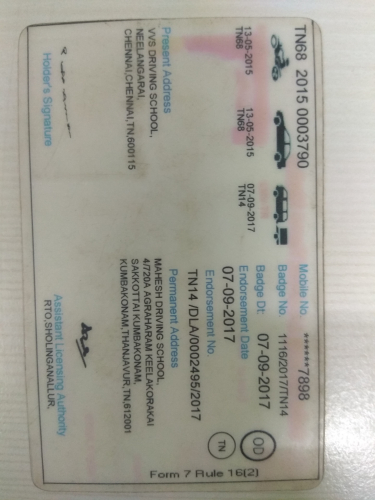 TN68 2015 0003790
13-05-2015
TN68
13-05-2015
TN68
07-09-2017
TN14
Mobile No. ******7898
Badge No. 1116/2017/TN14
Badge Dt: 07-09-2017
Endorsement Date
07-09-2017
Endorsement No.
TN14 /DLA/0002495/2017
OD
TN
Present Address
VVS DRIVING SCHOOL,
NEELANGARAI,
CHENNAI,CHENNAI,TN,600115
Permanent Address
MAHESH DRIVING SCHOOL,
4/720A AGRAHARAM KEELAKORAKAI
SAKKOTTAI KUMBAKONAM,
KUMBAKONAM,THANJAVUR,TN,612001
Holder's Signature
Assistant Licensing Authority
RTO,SHOLINGANALLUR.
Form 7 Rule 16(2)